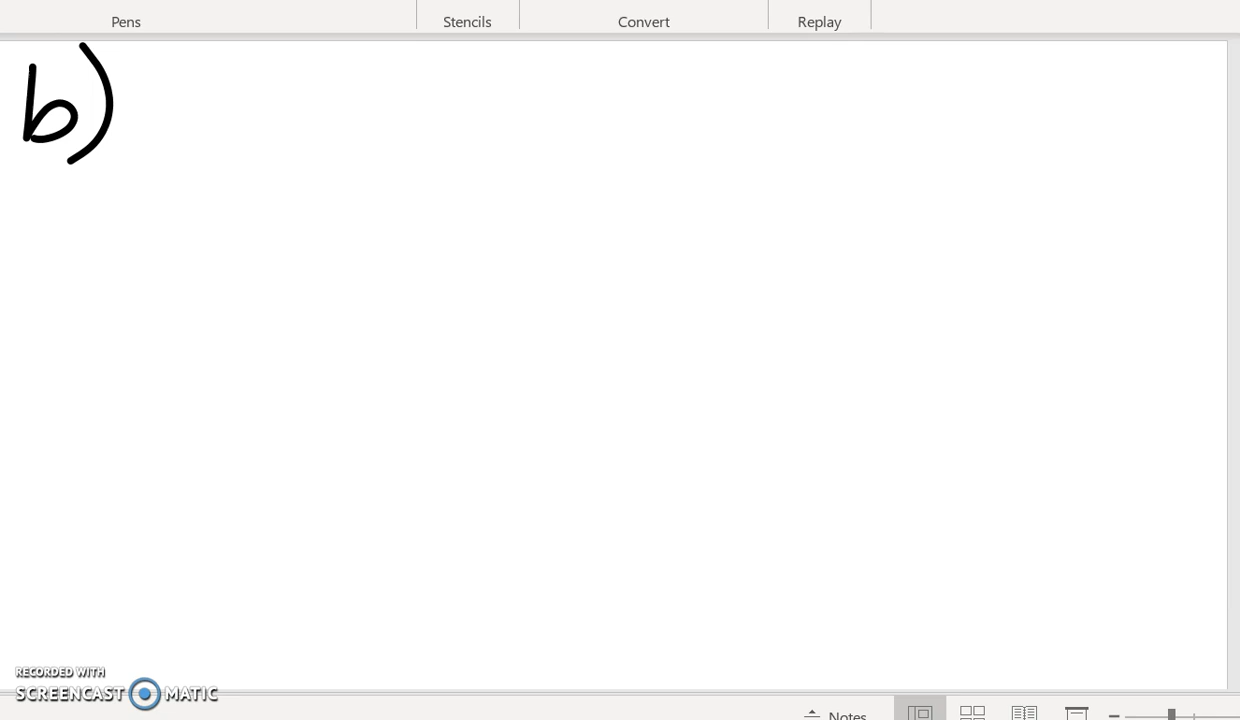 Pens Stencils Convert Replay
b)
RECORDED WITH
SCREENCAST MATIC
Notes